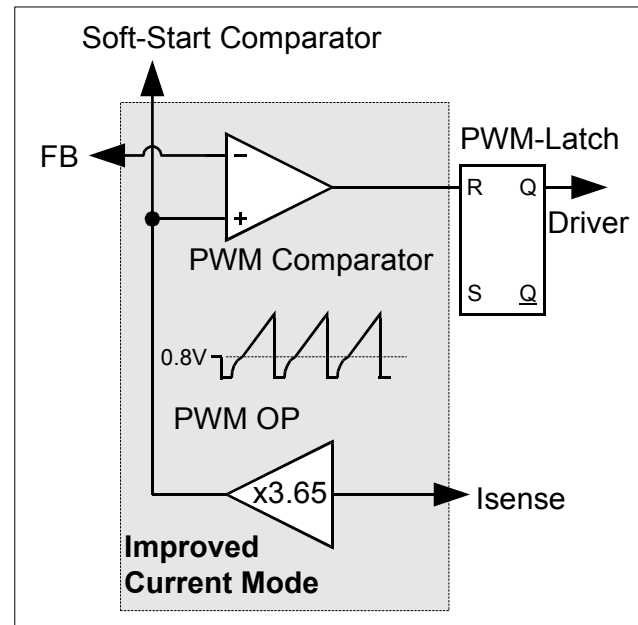 Soft-Start Comparator
FB
PWM-Latch
−
+
R Q
S Q
Driver
PWM Comparator
0.8V
PWM OP
x3.65
Isense
Improved
Current Mode